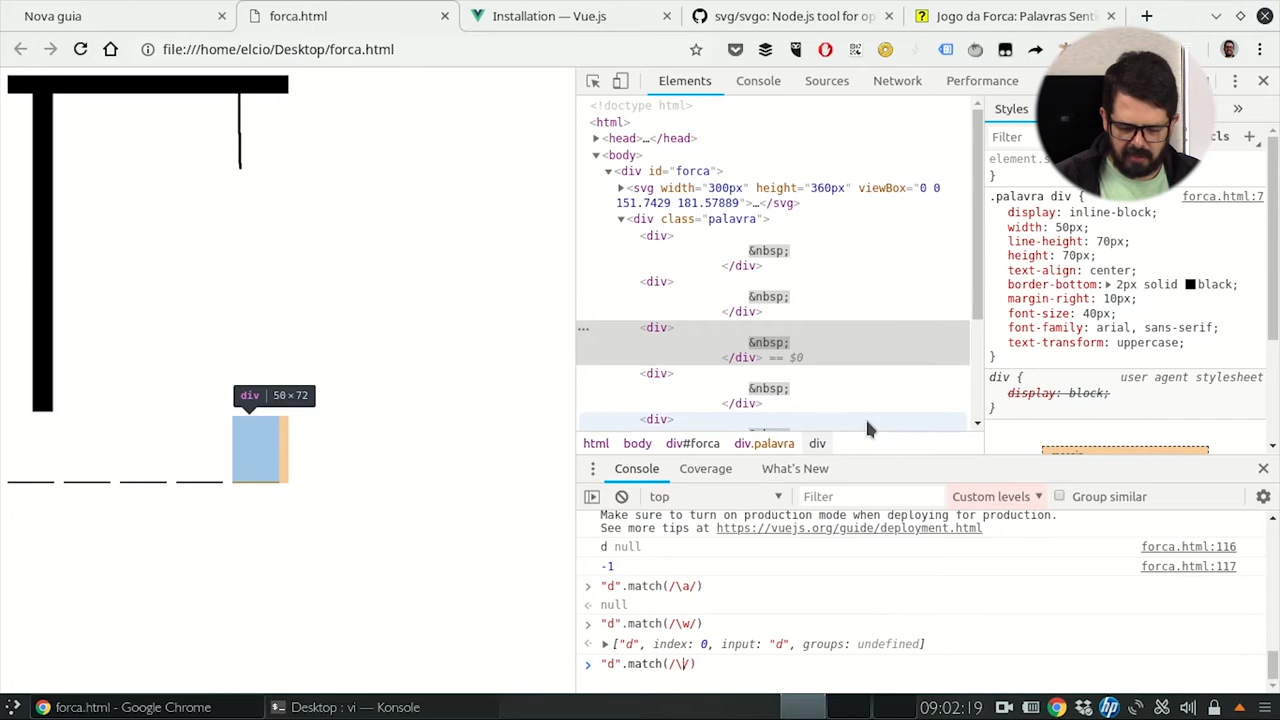 Nova guia
forca.html
Installation — Vue.js
svg/svgo: Node.js tool for op
Jogo da Forca: Palavras Senti
file:///home/elcio/Desktop/forca.html
Elements Console Sources Network Performance
<!doctype html>
<html>
<head>…</head>
<body>
<div id="forca">
<svg width="300px" height="360px" viewBox="0 0
151.7429 181.57889">…</svg>
<div class="palavra">
<div>
&nbsp;
</div>
<div>
&nbsp;
</div>
<div>
&nbsp;
</div> == $0
<div>
&nbsp;
</div>
<div>
html body div#forca div.palavra div
Styles
Filter
element.s
}
.palavra div { forca.html:7
display: inline-block;
width: 50px;
line-height: 70px;
height: 70px;
text-align: center;
border-bottom: 2px solid black;
margin-right: 10px;
font-size: 40px;
font-family: arial, sans-serif;
text-transform: uppercase;
}
div { user agent stylesheet
display: block;
}
div 50×72
Console Coverage What's New
top Filter Custom levels Group similar
Make sure to turn on production mode when deploying for production.
See more tips at https://vuejs.org/guide/deployment.html
d null forca.html:116
-1 forca.html:117
"d".match(/\a/)
null
"d".match(/\w/)
["d", index: 0, input: "d", groups: undefined]
"d".match(/\/)
forca.html - Google Chrome
Desktop : vi — Konsole
09:02:19